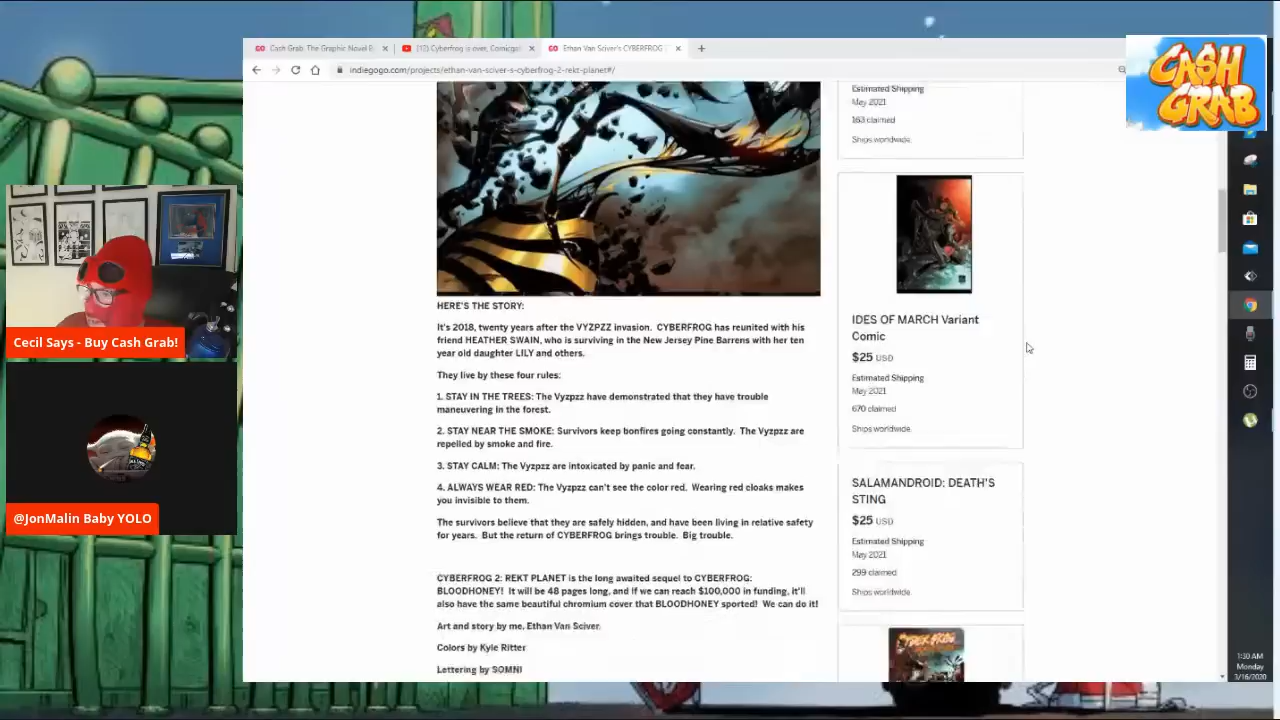 Cash Grab: The Graphic Novel
(12) Cyberfrog is over, Comicga
Ethan Van Sciver's CYBERFROG
indiegogo.com/projects/ethan-van-sciver-s-cyberfrog-2-rekt-planet#/
CA$H
GRAB
Estimated Shipping
May 2021
163 claimed
Ships worldwide.
IDES OF MARCH Variant
Comic
$25 USD
Estimated Shipping
May 2021
670 claimed
Ships worldwide.
SALAMANDROID: DEATH'S
STING
$25 USD
Estimated Shipping
May 2021
299 claimed
Ships worldwide.
HERE'S THE STORY:
It's 2018, twenty years after the VYZPZZ invasion. CYBERFROG has reunited with his
friend HEATHER SWAIN, who is surviving in the New Jersey Pine Barrens with her ten
year old daughter LILY and others.
They live by these four rules:
1. STAY IN THE TREES: The Vyzpzz have demonstrated that they have trouble
maneuvering in the forest.
2. STAY NEAR THE SMOKE: Survivors keep bonfires going constantly. The Vyzpzz are
repelled by smoke and fire.
3. STAY CALM: The Vyzpzz are intoxicated by panic and fear.
4. ALWAYS WEAR RED: The Vyzpzz can't see the color red. Wearing red cloaks makes
you invisible to them.
The survivors believe that they are safely hidden, and have been living in relative safety
for years. But the return of CYBERFROG brings trouble. Big trouble.
CYBERFROG 2: REKT PLANET is the long awaited sequel to CYBERFROG:
BLOODHONEY! It will be 48 pages long, and if we can reach $100,000 in funding, it'll
also have the same beautiful chromium cover that BLOODHONEY sported! We can do it!
Art and story by me, Ethan Van Sciver.
Colors by Kyle Ritter
Lettering by SOMNI
Cecil Says - Buy Cash Grab!
@JonMalin Baby YOLO
1:30 AM
Monday
3/16/2020